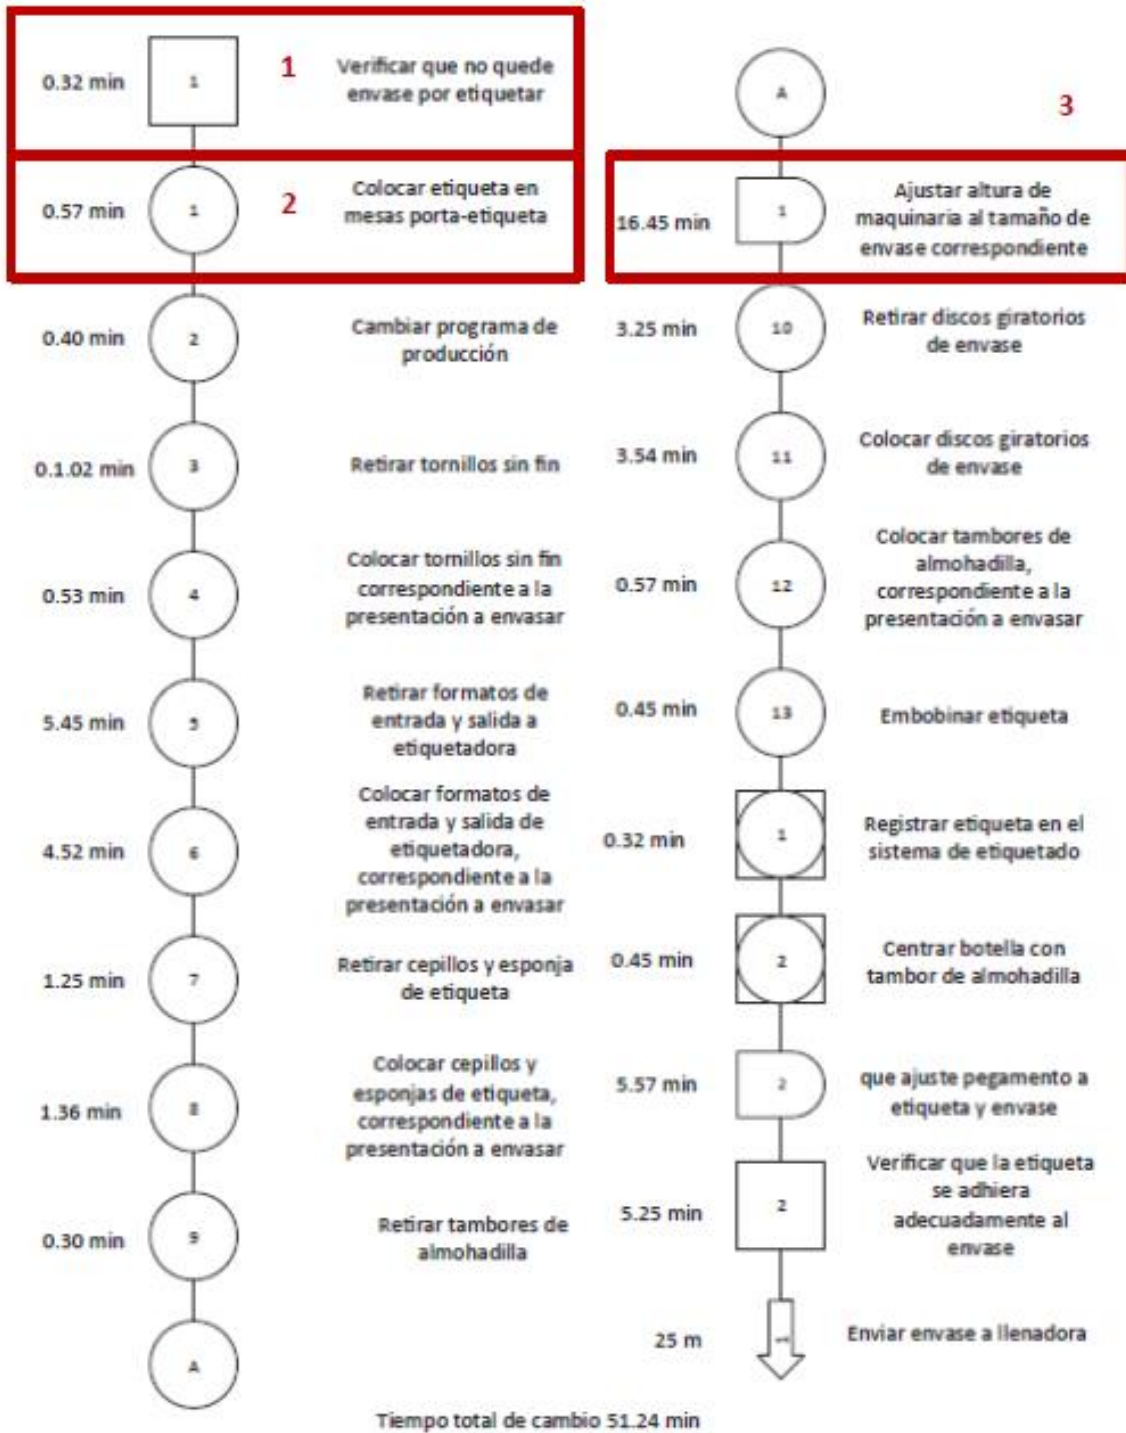 0.32 min
1
1
Verificar que no quede
envase por etiquetar
0.57 min
1
2
Colocar etiqueta en
mesas porta-etiqueta
0.40 min
2
Cambiar programa de
producción
0.1.02 min
3
Retirar tornillos sin fin
0.53 min
4
Colocar tornillos sin fin
correspondiente a la
presentación a envasar
5.45 min
5
Retirar formatos de
entrada y salida a
etiquetadora
4.52 min
6
Colocar formatos de
entrada y salida de
etiquetadora,
correspondiente a la
presentación a envasar
1.25 min
7
Retirar cepillos y esponja
de etiqueta
1.36 min
8
Colocar cepillos y
esponjas de etiqueta,
correspondiente a la
presentación a envasar
0.30 min
9
Retirar tambores de
almohadilla
A
A
3
16.45 min
1
Ajustar altura de
maquinaria al tamaño de
envase correspondiente
3.25 min
10
Retirar discos giratorios
de envase
3.54 min
11
Colocar discos giratorios
de envase
0.57 min
12
Colocar tambores de
almohadilla,
correspondiente a la
presentación a envasar
0.45 min
13
Embobinar etiqueta
0.32 min
1
Registrar etiqueta en el
sistema de etiquetado
0.45 min
2
Centrar botella con
tambor de almohadilla
5.57 min
2
que ajuste pegamento a
etiqueta y envase
5.25 min
2
Verificar que la etiqueta
se adhiera
adecuadamente al
envase
25 m
1
Enviar envase a llenadora
Tiempo total de cambio 51.24 min